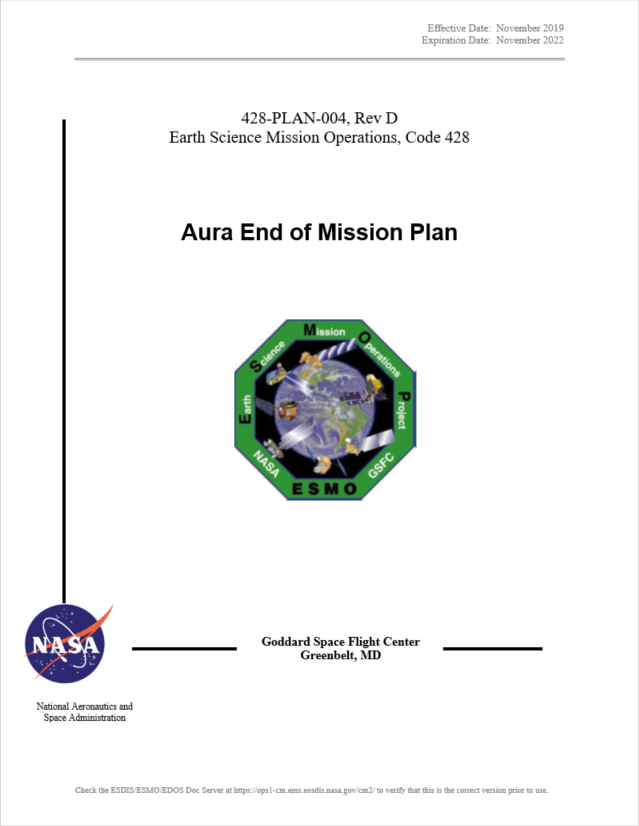 Effective Date: November 2019
Expiration Date: November 2022
428-PLAN-004, Rev D
Earth Science Mission Operations, Code 428
Aura End of Mission Plan
Earth Science Mission Operations Project
NASA
GSFC
ESMO
NASA
Goddard Space Flight Center
Greenbelt, MD
National Aeronautics and
Space Administration
Check the ESDIS/ESMO/EDOS Doc Server at https://ops1-cm.ems.eosdis.nasa.gov/cm2/ to verify that this is the correct version prior to use.